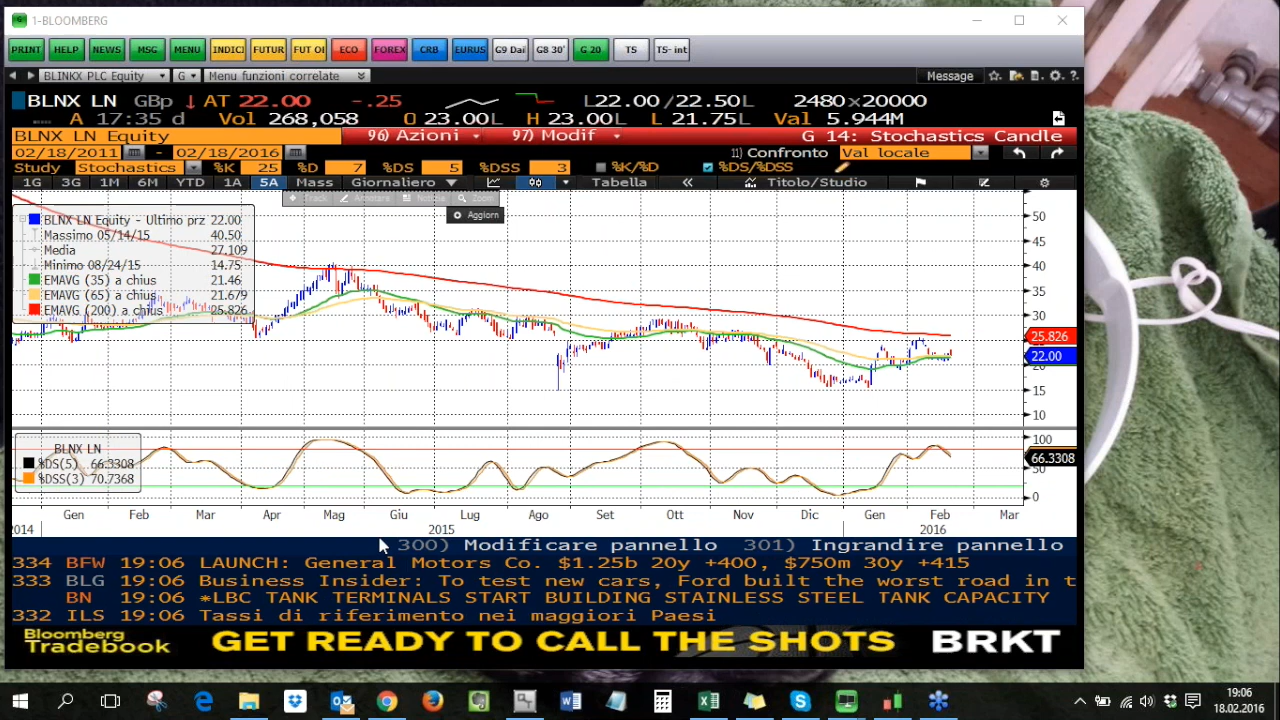 1-BLOOMBERG
PRINT HELP NEWS MSG MENU INDICI FUTUR FUT OI ECO FOREX CRB EURUS G9 Dai G8 30' G 20 TS T5- int
BLINKX PLC Equity G Menu funzioni correlate Message
BLNX LN GBp ↓ AT 22.00 -.25 L22.00/22.50L 2480x20000
A 17:35 d Vol 268,058 O 23.00L H 23.00L L 21.75L Val 5.944M
BLNX LN Equity 96) Azioni 97) Modif G 14: Stochastics Candle
02/18/2011 - 02/18/2016 11) Confronto Val locale
Study Stochastics %K 25 %D 7 %DS 5 %DSS 3 %K/%D %DS/%DSS
1G 3G 1M 6M YTD 1A 5A Mass Giornaliero Tabella « Titolo/Studio
Track Annotare Notizie Zoom
Aggiorn
BLNX LN Equity - Ultimo prz 22.00
Massimo 05/14/15 40.50
Media 27.109
Minimo 08/24/15 14.75
EMAVG (35) a chius 21.46
EMAVG (65) a chius 21.679
EMAVG (200) a chius 25.826
50
45
40
35
30
25.826
22.00
20
15
10
BLNX LN
%DS(5) 66.3308
%DSS(3) 70.7368
100
66.3308
50
0
Gen Feb Mar Apr Mag Giu Lug Ago Set Ott Nov Dic Gen Feb Mar
2014 2015 2016
300) Modificare pannello 301) Ingrandire pannello
334 BFW 19:06 LAUNCH: General Motors Co. $1.25b 20y +400, $750m 30y +415
333 BLG 19:06 Business Insider: To test new cars, Ford built the worst road in t
BN 19:06 *LBC TANK TERMINALS START BUILDING STAINLESS STEEL TANK CAPACITY
332 ILS 19:06 Tassi di riferimento nei maggiori Paesi
Bloomberg
Tradebook
GET READY TO CALL THE SHOTS BRKT
19:06
18.02.2016